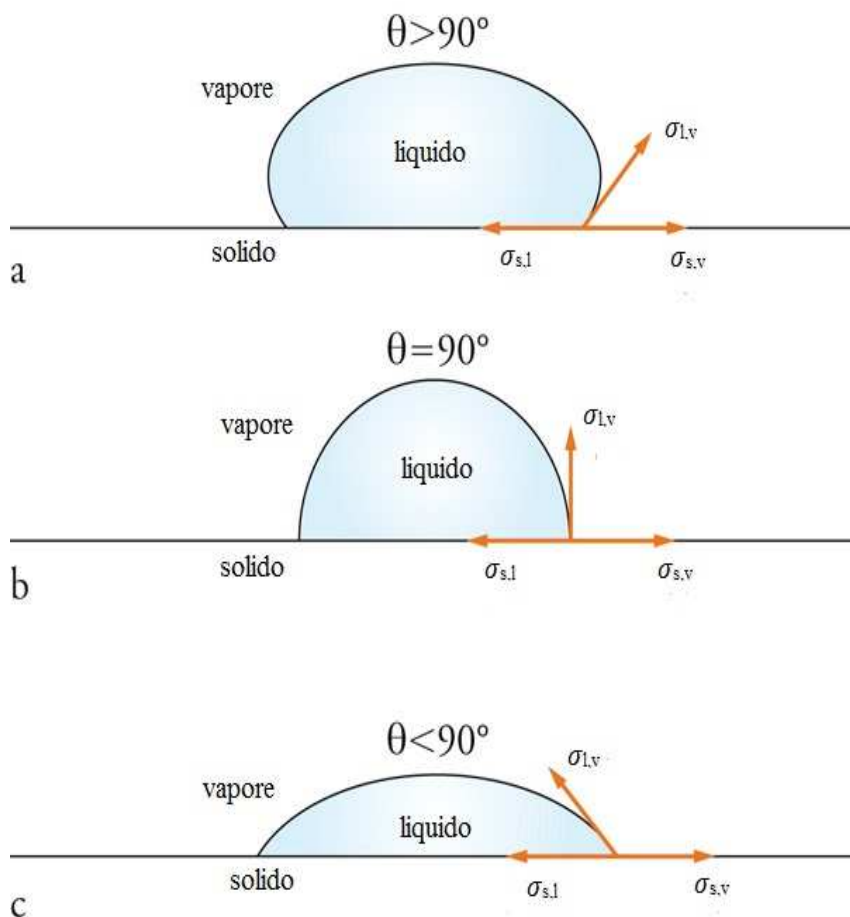 θ>90°
vapore
σl,v
liquido
solido
σs,l
σs,v
a
θ=90°
vapore
σl,v
liquido
solido
σs,l
σs,v
b
θ<90°
σl,v
vapore
liquido
solido
σs,l
σs,v
c